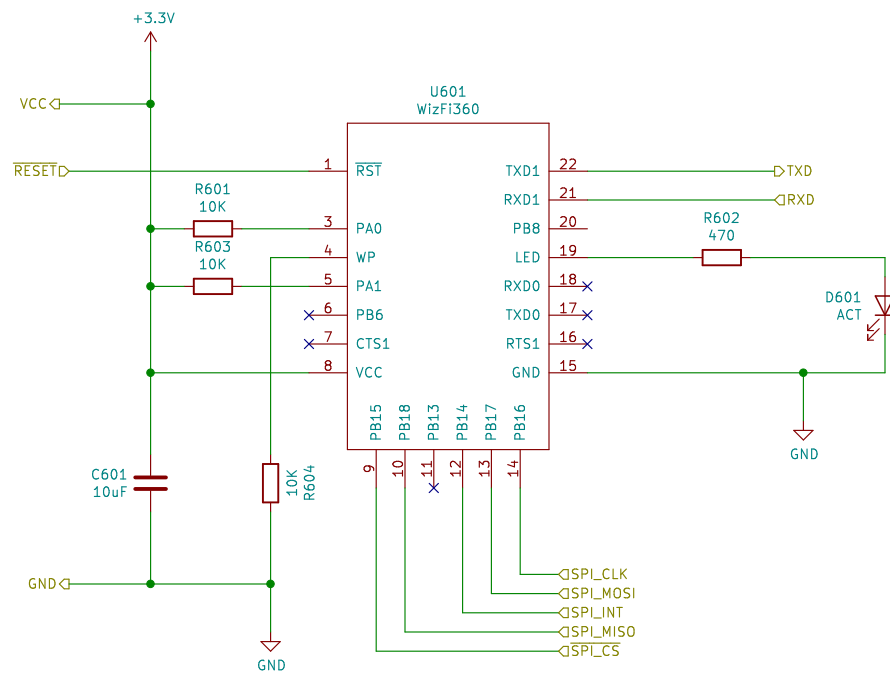 +3.3V
VCC
RESET
U601
WizFi360
1
RST
R601
10K
3
PA0
R603
10K
4
WP
5
PA1
6
PB6
7
CTS1
8
VCC
TXD1
22
TXD
RXD1
21
RXD
PB8
20
R602
470
LED
19
RXD0
18
TXD0
17
RTS1
16
GND
15
D601
ACT
GND
PB15
PB18
PB13
PB14
PB17
PB16
9
10
11
12
13
14
C601
10uF
10K
R604
GND
GND
SPI_CLK
SPI_MOSI
SPI_INT
SPI_MISO
SPI_CS